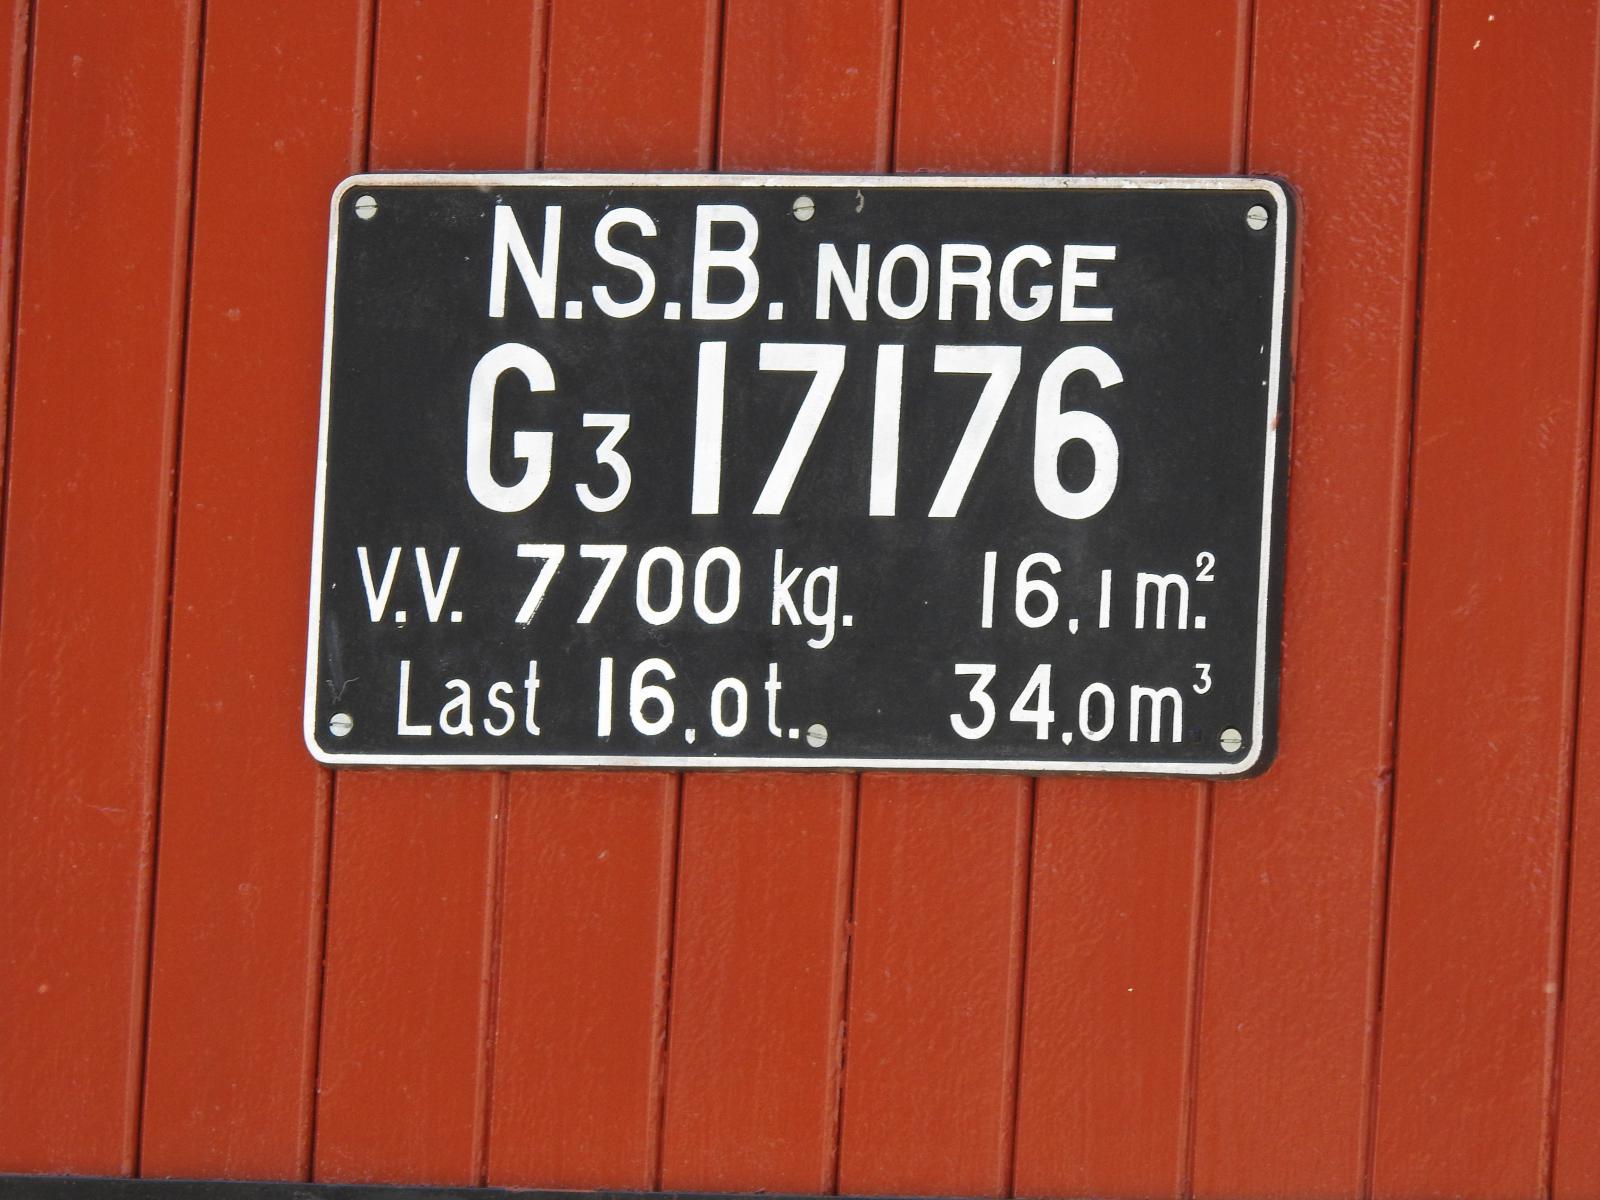 N.S.B. NORGE
G3 17176
V.V. 7700 kg. 16,1 m.²
Last 16,0 t. 34,0 m³